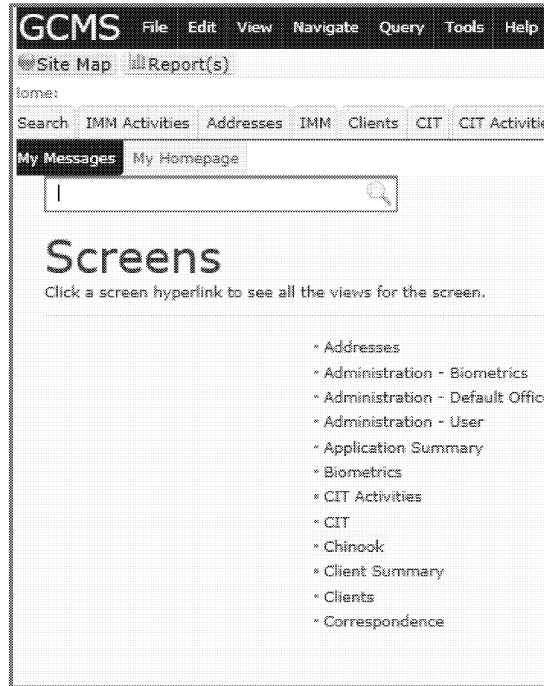 GCMS File Edit View Navigate Query Tools Help
Site Map Report(s)
lome:
Search IMM Activities Addresses IMM Clients CIT CIT Activitie
My Messages My Homepage
Screens
Click a screen hyperlink to see all the views for the screen.
Addresses
Administration - Biometrics
Administration - Default Offic
Administration - User
Application Summary
Biometrics
CIT Activities
CIT
Chinook
Client Summary
Clients
Correspondence